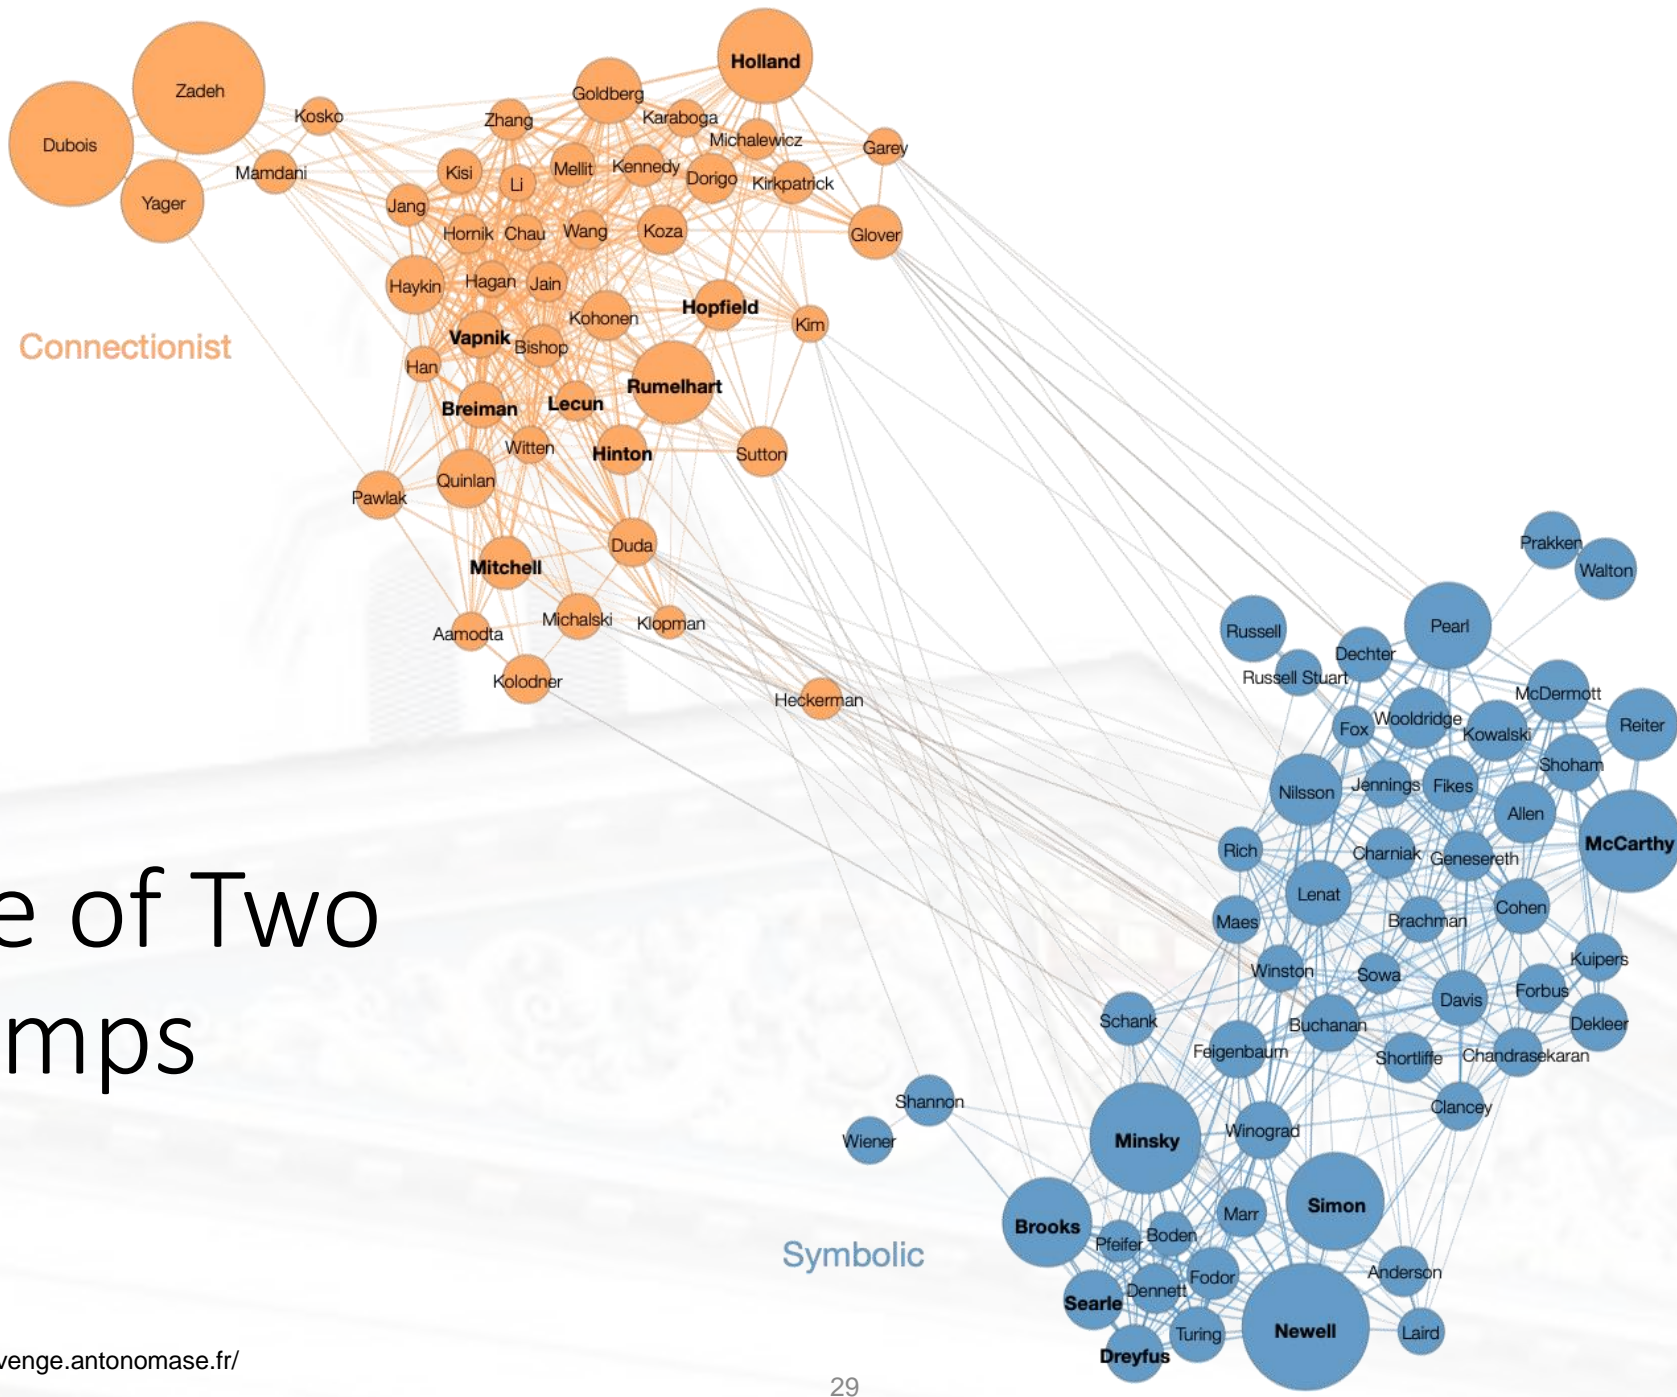 Holland
Zadeh
Goldberg
Kosko
Zhang
Karaboga
Michalewicz
Dubois
Garey
Mamdani
Kisi
Li
Mellit
Kennedy
Dorigo
Kirkpatrick
Yager
Jang
Hornik
Chau
Wang
Koza
Glover
Haykin
Hagan
Jain
Hopfield
Kohonen
Kim
Connectionist
Vapnik
Bishop
Han
Rumelhart
Breiman
Lecun
Witten
Hinton
Sutton
Quinlan
Pawlak
Duda
Mitchell
Prakken
Walton
Aamodta
Michalski
Klopman
Russell
Pearl
Dechter
Kolodner
Russell Stuart
Heckerman
McDermott
Fox
Wooldridge
Kowalski
Reiter
Shoham
Nilsson
Jennings
Fikes
Allen
McCarthy
Rich
Charniak
Genesereth
Lenat
Maes
Brachman
Cohen
e of Two
mps
Winston
Sowa
Kuipers
Davis
Forbus
Schank
Buchanan
Dekleer
Feigenbaum
Shortliffe
Chandrasekaran
Shannon
Clancey
Wiener
Minsky
Winograd
Simon
Brooks
Marr
Pfeifer
Boden
Symbolic
Fodor
Anderson
Searle
Dennett
Turing
Newell
Laird
Dreyfus
venge.antonomase.fr/
29